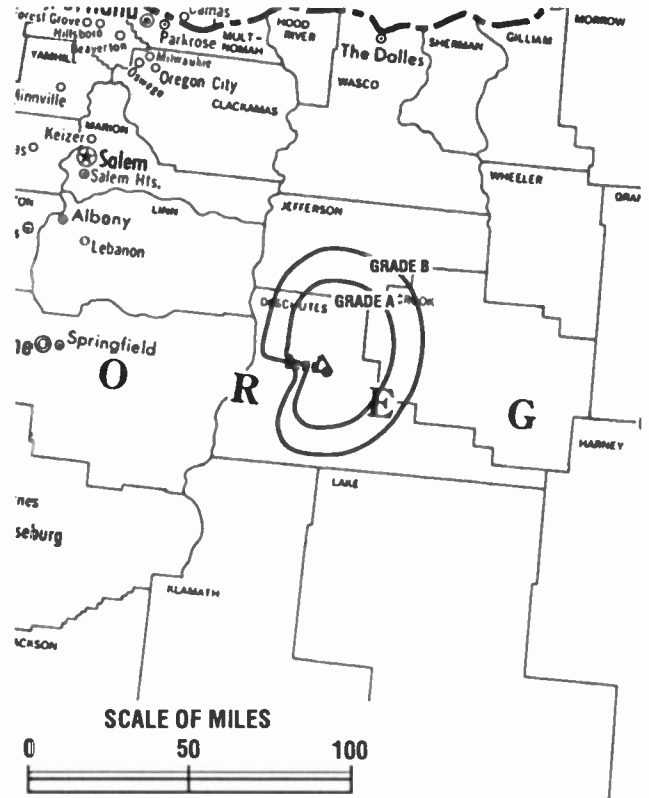 Camas
Forest Grove
Hillsboro
Beaverton
Parkrose
MULT-
NOMAH
HOOD
RIVER
The Dalles
SHERMAN
GILLIAM
MORROW
YAMHILL
Milwaukie
Oswego
Oregon City
WASCO
CLACKAMAS
MARION
Keizer
Salem
Salem Hts.
WHEELER
LINN
JEFFERSON
Albany
Lebanon
GRADE B
DESCHUTES
GRADE A
Springfield
O R E G
HARNEY
LAKE
KLAMATH
SCALE OF MILES
0 50 100